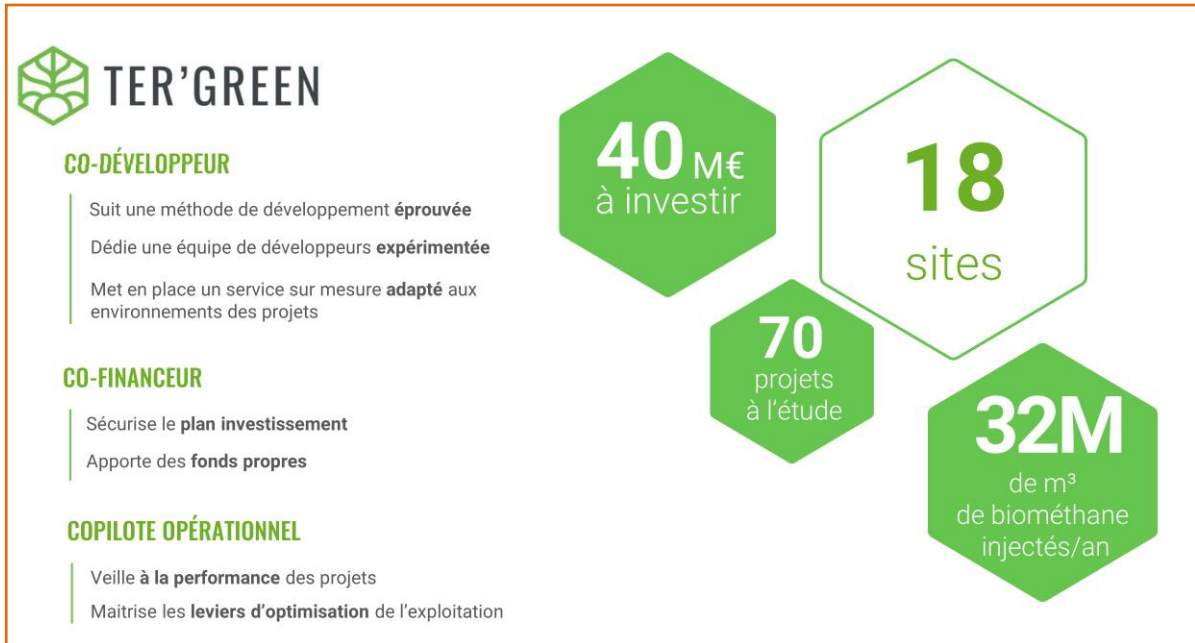 TER'GREEN
CO-DÉVELOPPEUR
Suit une méthode de développement éprouvée
Dédie une équipe de développeurs expérimentée
Met en place un service sur mesure adapté aux
environnements des projets
CO-FINANCEUR
Sécurise le plan investissement
Apporte des fonds propres
COPILOTE OPÉRATIONNEL
Veille à la performance des projets
Maitrise les leviers d'optimisation de l'exploitation
40 M€
à investir
18
sites
70
projets
à l'étude
32M
de m³
de biométhane
injectés/an